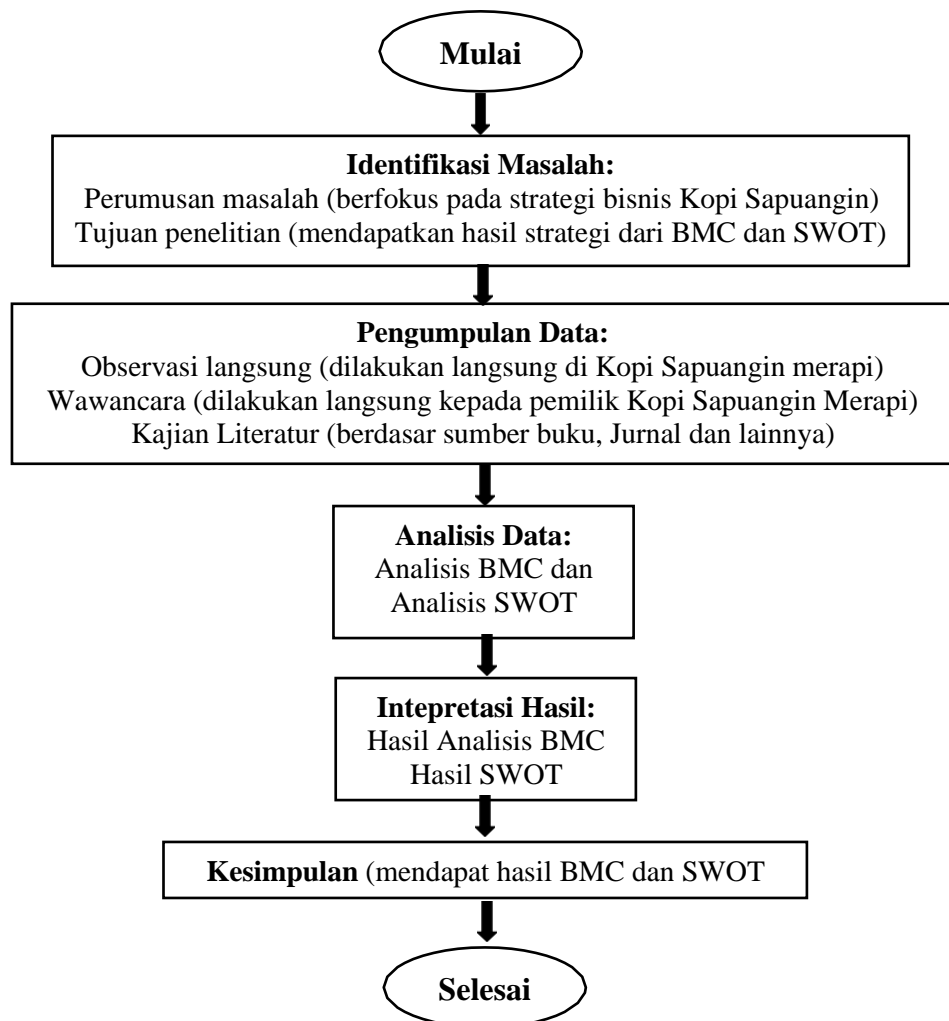 Mulai
Identifikasi Masalah:
Perumusan masalah (berfokus pada strategi bisnis Kopi Sapuangin)
Tujuan penelitian (mendapatkan hasil strategi dari BMC dan SWOT)
Pengumpulan Data:
Observasi langsung (dilakukan langsung di Kopi Sapuangin merapi)
Wawancara (dilakukan langsung kepada pemilik Kopi Sapuangin Merapi)
Kajian Literatur (berdasar sumber buku, Jurnal dan lainnya)
Analisis Data:
Analisis BMC dan
Analisis SWOT
Intepretasi Hasil:
Hasil Analisis BMC
Hasil SWOT
Kesimpulan (mendapat hasil BMC dan SWOT
Selesai